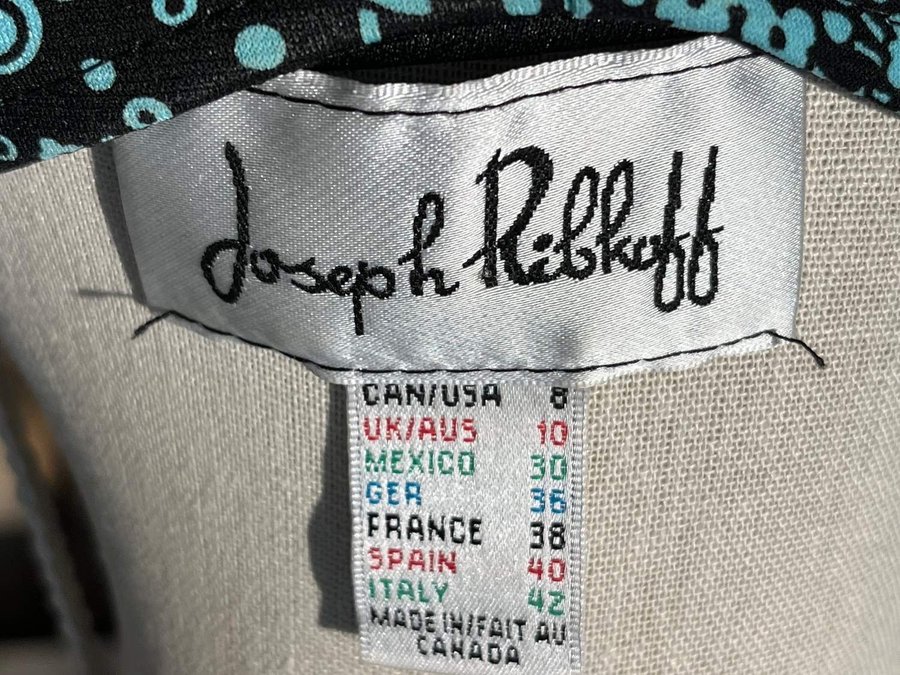 Joseph Ribkoff
CAN/USA 8
UK/AUS 10
MEXICO 30
GER 36
FRANCE 38
SPAIN 40
ITALY 42
MADE IN/FAIT AU
CANADA